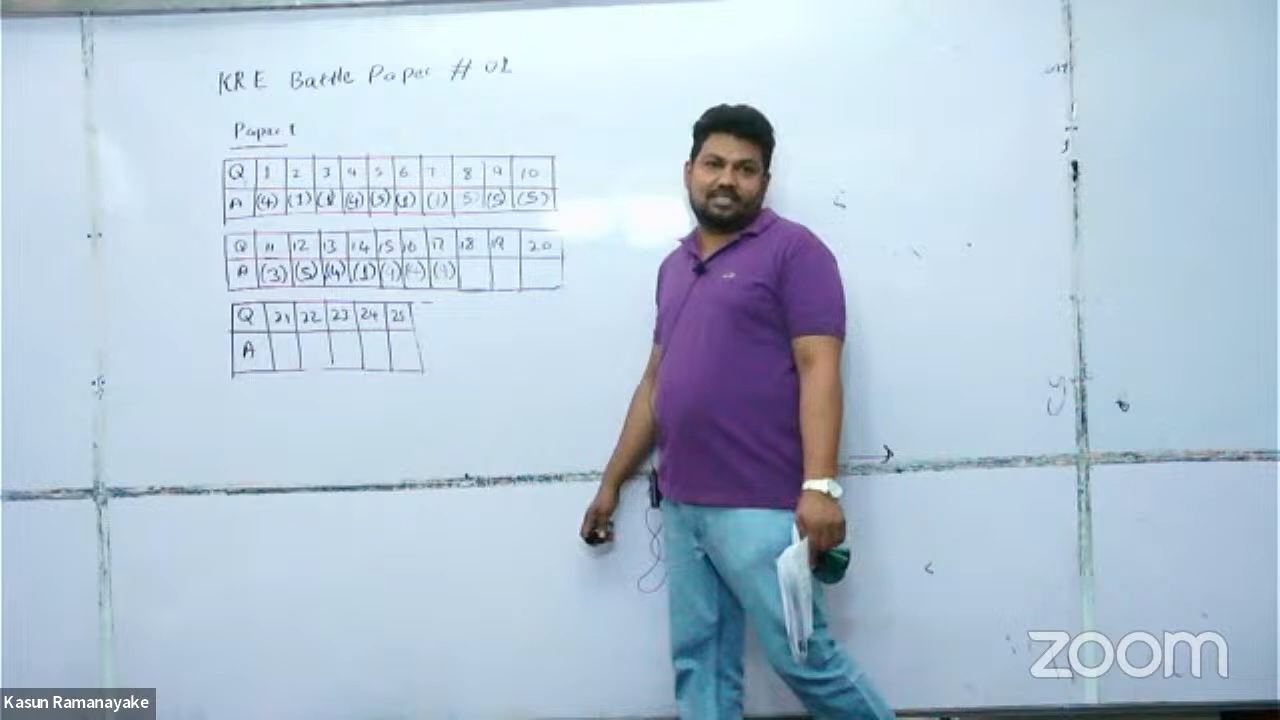 KRE Battle Paper # 01
Paper 1
Q 1 2 3 4 5 6 7 8 9 10
A (4) (1) (4) (5) (1) (1) 5) (5) (5)
Q 11 12 13 14 15 16 17 18 19 20
A (3) (5) (4) (1)
Q 21 22 23 24 25
A
y
zoom
Kasun Ramanayake